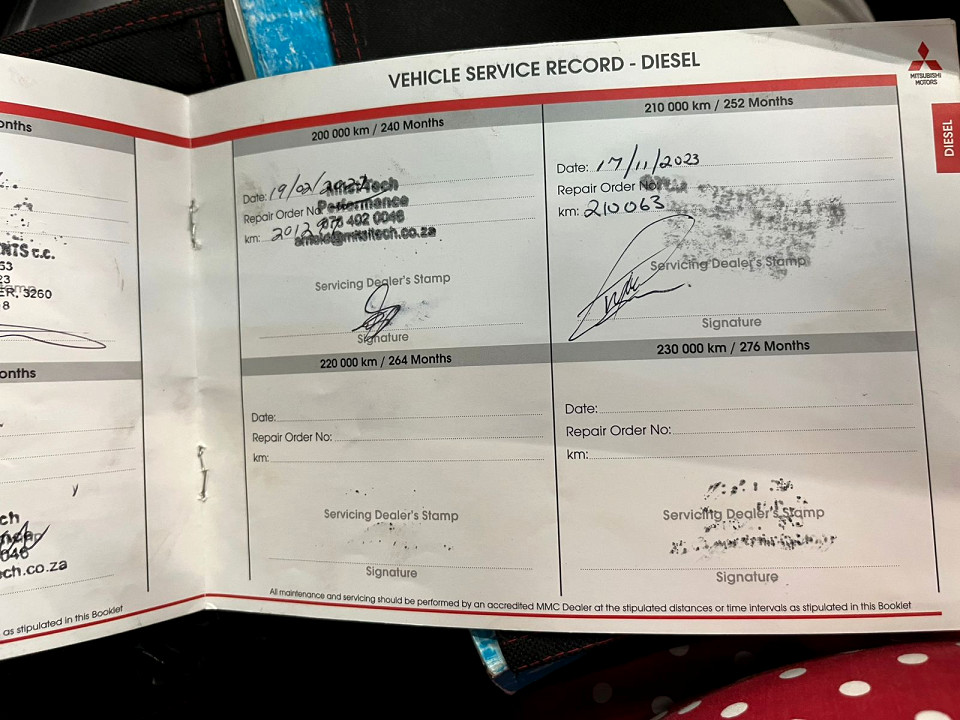 VEHICLE SERVICE RECORD - DIESEL
MITSUBISHI
MOTORS
DIESEL
onths
NTS c.c.
53
23
ER, 3260
8
onths
ch
0046
ch.co.za
as stipulated in this Booklet
200 000 km / 240 Months
Date: 19/02/
Repair Order No:
Performance
402 0046
km:
mitsitech.co.za
Servicing Dealer's Stamp
Signature
210 000 km / 252 Months
Date: 17/11/2023
Repair Order No:
km: 210063
Servicing Dealer's Stamp
Signature
220 000 km / 264 Months
Date:
Repair Order No:
km:
Servicing Dealer's Stamp
Signature
230 000 km / 276 Months
Date:
Repair Order No:
km:
Servicing Dealer's Stamp
Signature
All maintenance and servicing should be performed by an accredited MMC Dealer at the stipulated distances or time intervals as stipulated in this Booklet